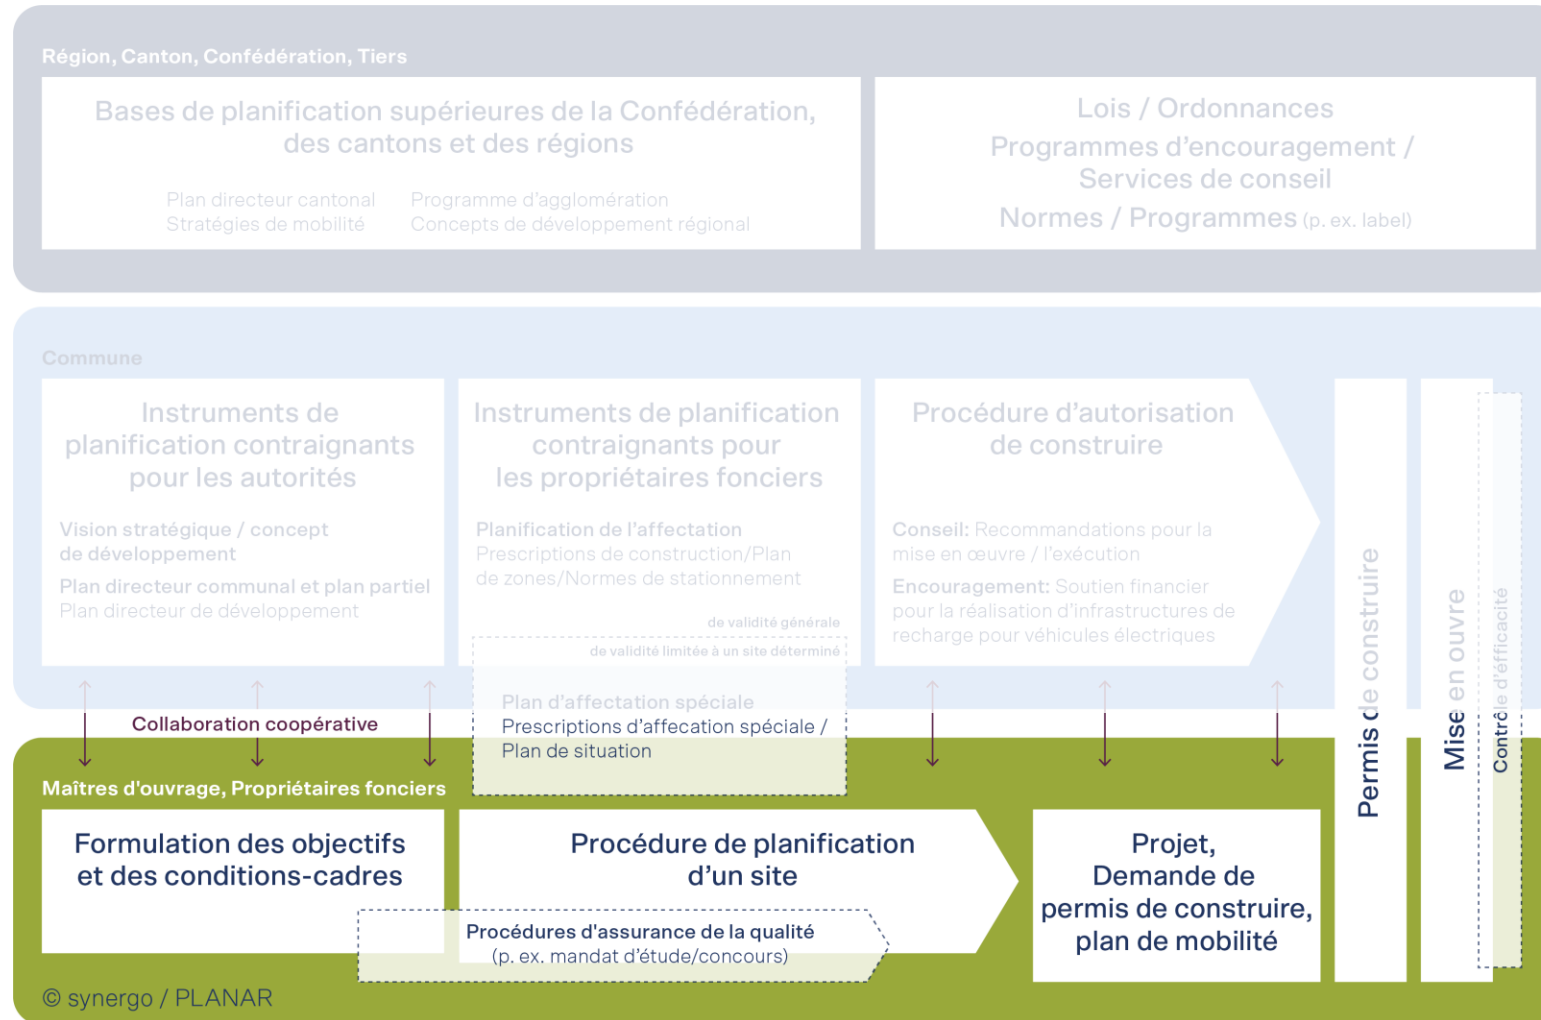 Région, Canton, Confédération, Tiers
Bases de planification supérieures de la Confédération,
des cantons et des régions
Plan directeur cantonal
Stratégies de mobilité
Programme d'agglomération
Concepts de développement régional
Lois / Ordonnances
Programmes d'encouragement /
Services de conseil
Normes / Programmes (p. ex. label)
Commune
Instruments de
planification contraignants
pour les autorités
Vision stratégique / concept
de développement
Plan directeur communal et plan partiel
Plan directeur de développement
Instruments de planification
contraignants pour
les propriétaires fonciers
Planification de l'affectation
Prescriptions de construction/Plan
de zones/Normes de stationnement
de validité générale
de validité limitée à un site déterminé
Plan d'affectation spéciale
Prescriptions d'affecation spéciale /
Plan de situation
Procédure d'autorisation
de construire
Conseil: Recommandations pour la
mise en œuvre / l'exécution
Encouragement: Soutien financier
pour la réalisation d'infrastructures de
recharge pour véhicules électriques
Permis de construire
Mise en ouvre
Contrôle d'éfficacité
Collaboration coopérative
Maîtres d'ouvrage, Propriétaires fonciers
Formulation des objectifs
et des conditions-cadres
Procédure de planification
d'un site
Procédures d'assurance de la qualité
(p. ex. mandat d'étude/concours)
Projet,
Demande de
permis de construire,
plan de mobilité
© synergo / PLANAR